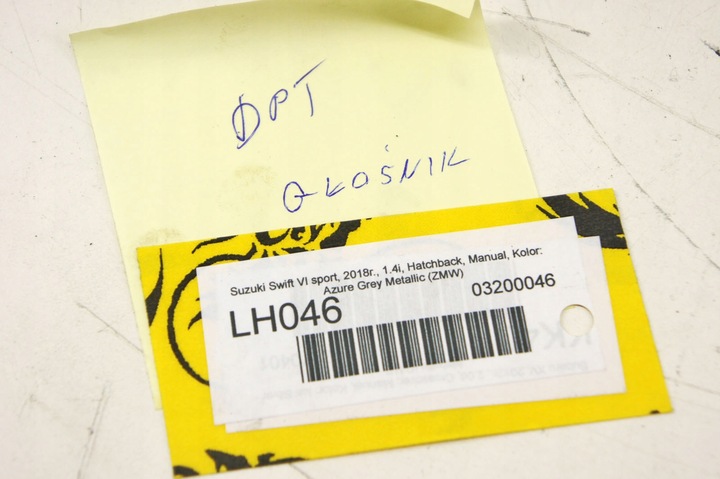 DPT
GŁOŚNIK
Suzuki Swift VI sport, 2018r., 1.4i, Hatchback, Manual, Kolor:
Azure Grey Metallic (ZMW)
LH046
03200046